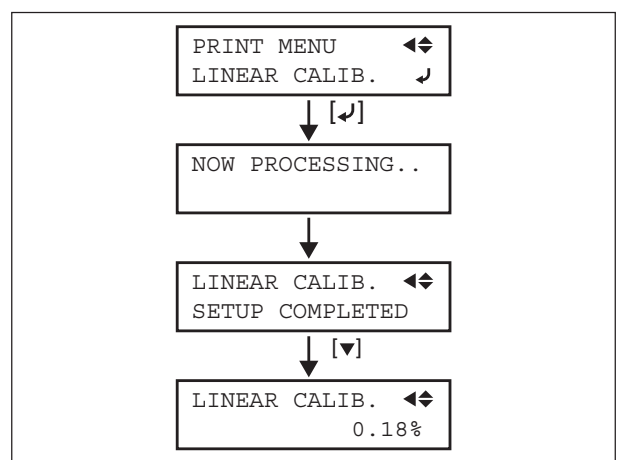 PRINT MENU ◀◆
LINEAR CALIB. ↵
[↵]
NOW PROCESSING..
LINEAR CALIB. ◀◆
SETUP COMPLETED
[▼]
LINEAR CALIB. ◀◆
0.18%